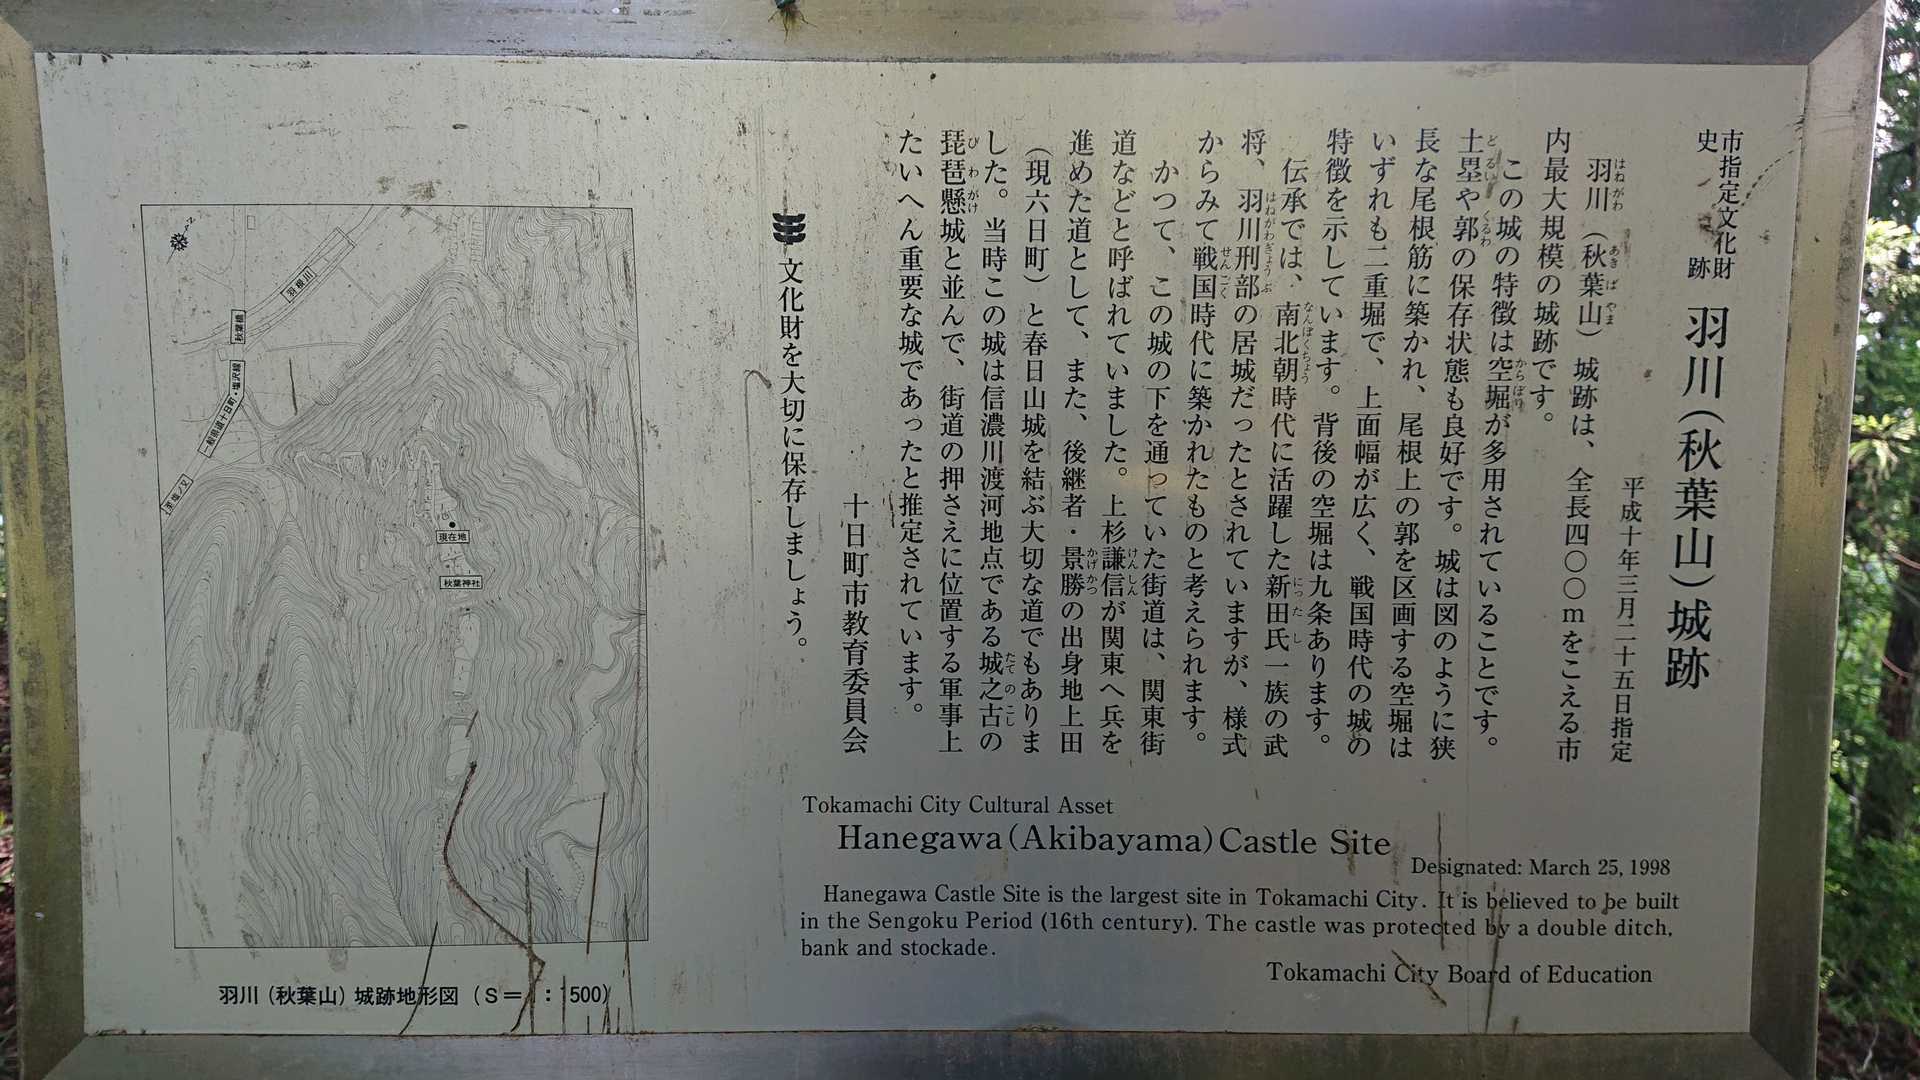 市指定文化財
史跡
羽川（秋葉山）城跡
平成十年三月二十五日指定
羽川（秋葉山）城跡は、全長四〇〇ｍをこえる市
内最大規模の城跡です。
この城の特徴は空堀が多用されていることです。
土塁や郭の保存状態も良好です。城は図のように狭
長な尾根筋に築かれ、尾根上の郭を区画する空堀は
いずれも二重堀で、上面幅が広く、戦国時代の城の
特徴を示しています。背後の空堀は九条あります。
伝承では、南北朝時代に活躍した新田氏一族の武
将、羽川刑部の居城だったとされていますが、様式
からみて戦国時代に築かれたものと考えられます。
かつて、この城の下を通っていた街道は、関東街
道などと呼ばれていました。上杉謙信が関東へ兵を
進めた道として、また、後継者・景勝の出身地上田
（現六日町）と春日山城を結ぶ大切な道でもありま
した。当時この城は信濃川渡河地点である城之古の
琵琶懸城と並んで、街道の押さえに位置する軍事上
たいへん重要な城であったと推定されています。
十日町市教育委員会
文化財を大切に保存しましょう。
Tokamachi City Cultural Asset
Hanegawa(Akibayama)Castle Site
Designated: March 25, 1998
Hanegawa Castle Site is the largest site in Tokamachi City. It is believed to be built
in the Sengoku Period (16th century). The castle was protected by a double ditch,
bank and stockade.
Tokamachi City Board of Education
N
羽根川
秋葉橋
一般県道十日町・塩沢線
現在地
秋葉神社
羽川（秋葉山）城跡地形図（Ｓ＝ : 500）